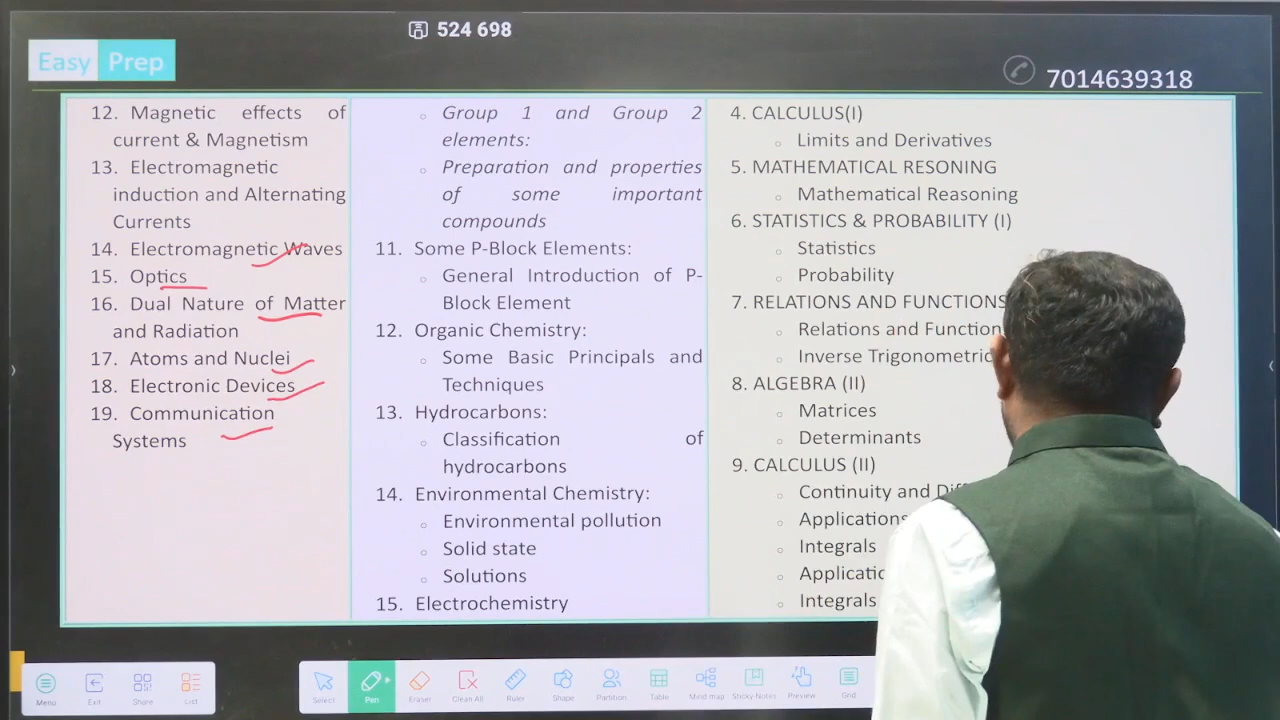 524 698
Easy Prep
7014639318
12. Magnetic effects of
current & Magnetism
13. Electromagnetic
induction and Alternating
Currents
14. Electromagnetic Waves
15. Optics
16. Dual Nature of Matter
and Radiation
17. Atoms and Nuclei
18. Electronic Devices
19. Communication
Systems
Group 1 and Group 2
elements:
Preparation and properties
of some important
compounds
11. Some P-Block Elements:
General Introduction of P-
Block Element
12. Organic Chemistry:
Some Basic Principals and
Techniques
13. Hydrocarbons:
Classification of
hydrocarbons
14. Environmental Chemistry:
Environmental pollution
Solid state
Solutions
15. Electrochemistry
4. CALCULUS(I)
Limits and Derivatives
5. MATHEMATICAL RESONING
Mathematical Reasoning
6. STATISTICS & PROBABILITY (I)
Statistics
Probability
7. RELATIONS AND FUNCTIONS
Relations and Function
Inverse Trigonometric
8. ALGEBRA (II)
Matrices
Determinants
9. CALCULUS (II)
Continuity and
Applications
Integrals
Integrals
Menu Exit Share List Select Pen Eraser Clean All Ruler Shape Partition Table Mind map Sticky Notes Preview Grid